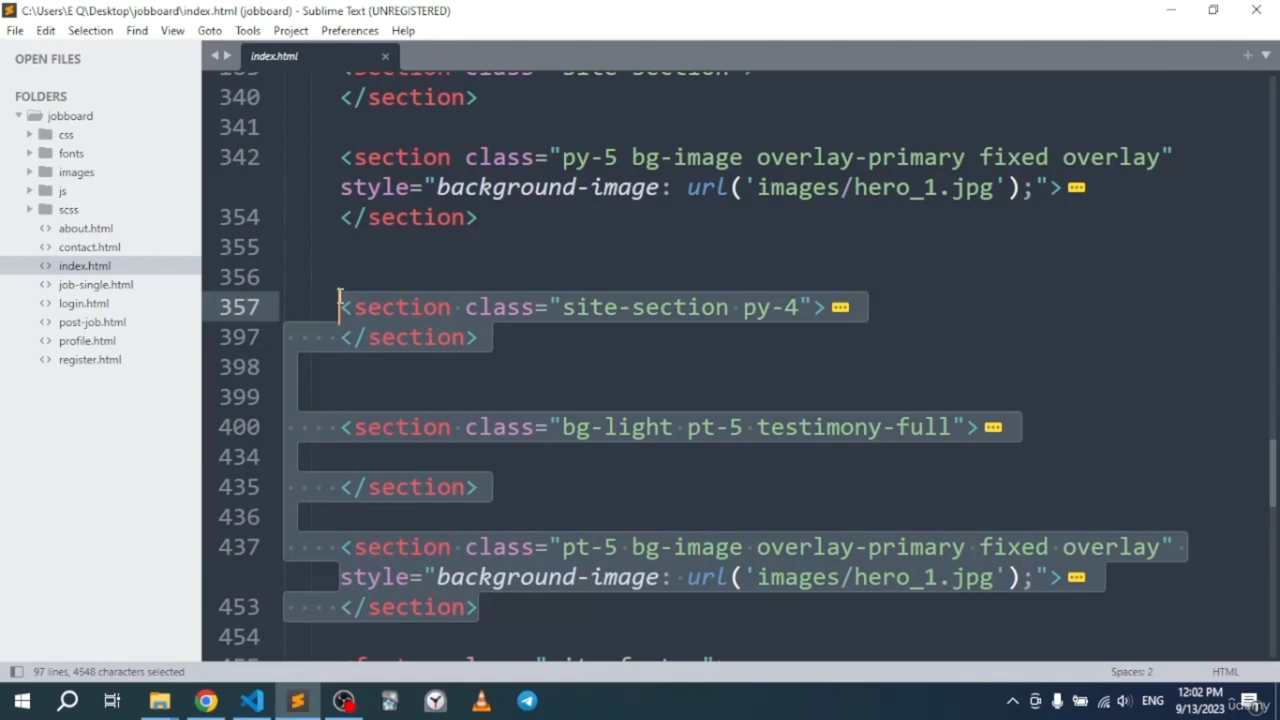 C:\Users\E Q\Desktop\jobboard\index.html (jobboard) - Sublime Text (UNREGISTERED)
File Edit Selection Find View Goto Tools Project Preferences Help
OPEN FILES
FOLDERS
jobboard
css
fonts
images
js
scss
about.html
contact.html
index.html
job-single.html
login.html
post-job.html
profile.html
register.html
index.html
340 </section>
341
342 <section class="py-5 bg-image overlay-primary fixed overlay"
style="background-image: url('images/hero_1.jpg');">
354 </section>
355
356
357 <section class="site-section py-4">
397 </section>
398
399
400 <section class="bg-light pt-5 testimony-full">
434
435 </section>
436
437 <section class="pt-5 bg-image overlay-primary fixed overlay"
style="background-image: url('images/hero_1.jpg');">
453 </section>
454
97 lines, 4548 characters selected
Spaces: 2
HTML
ENG
12:02 PM
9/13/2023
udemy